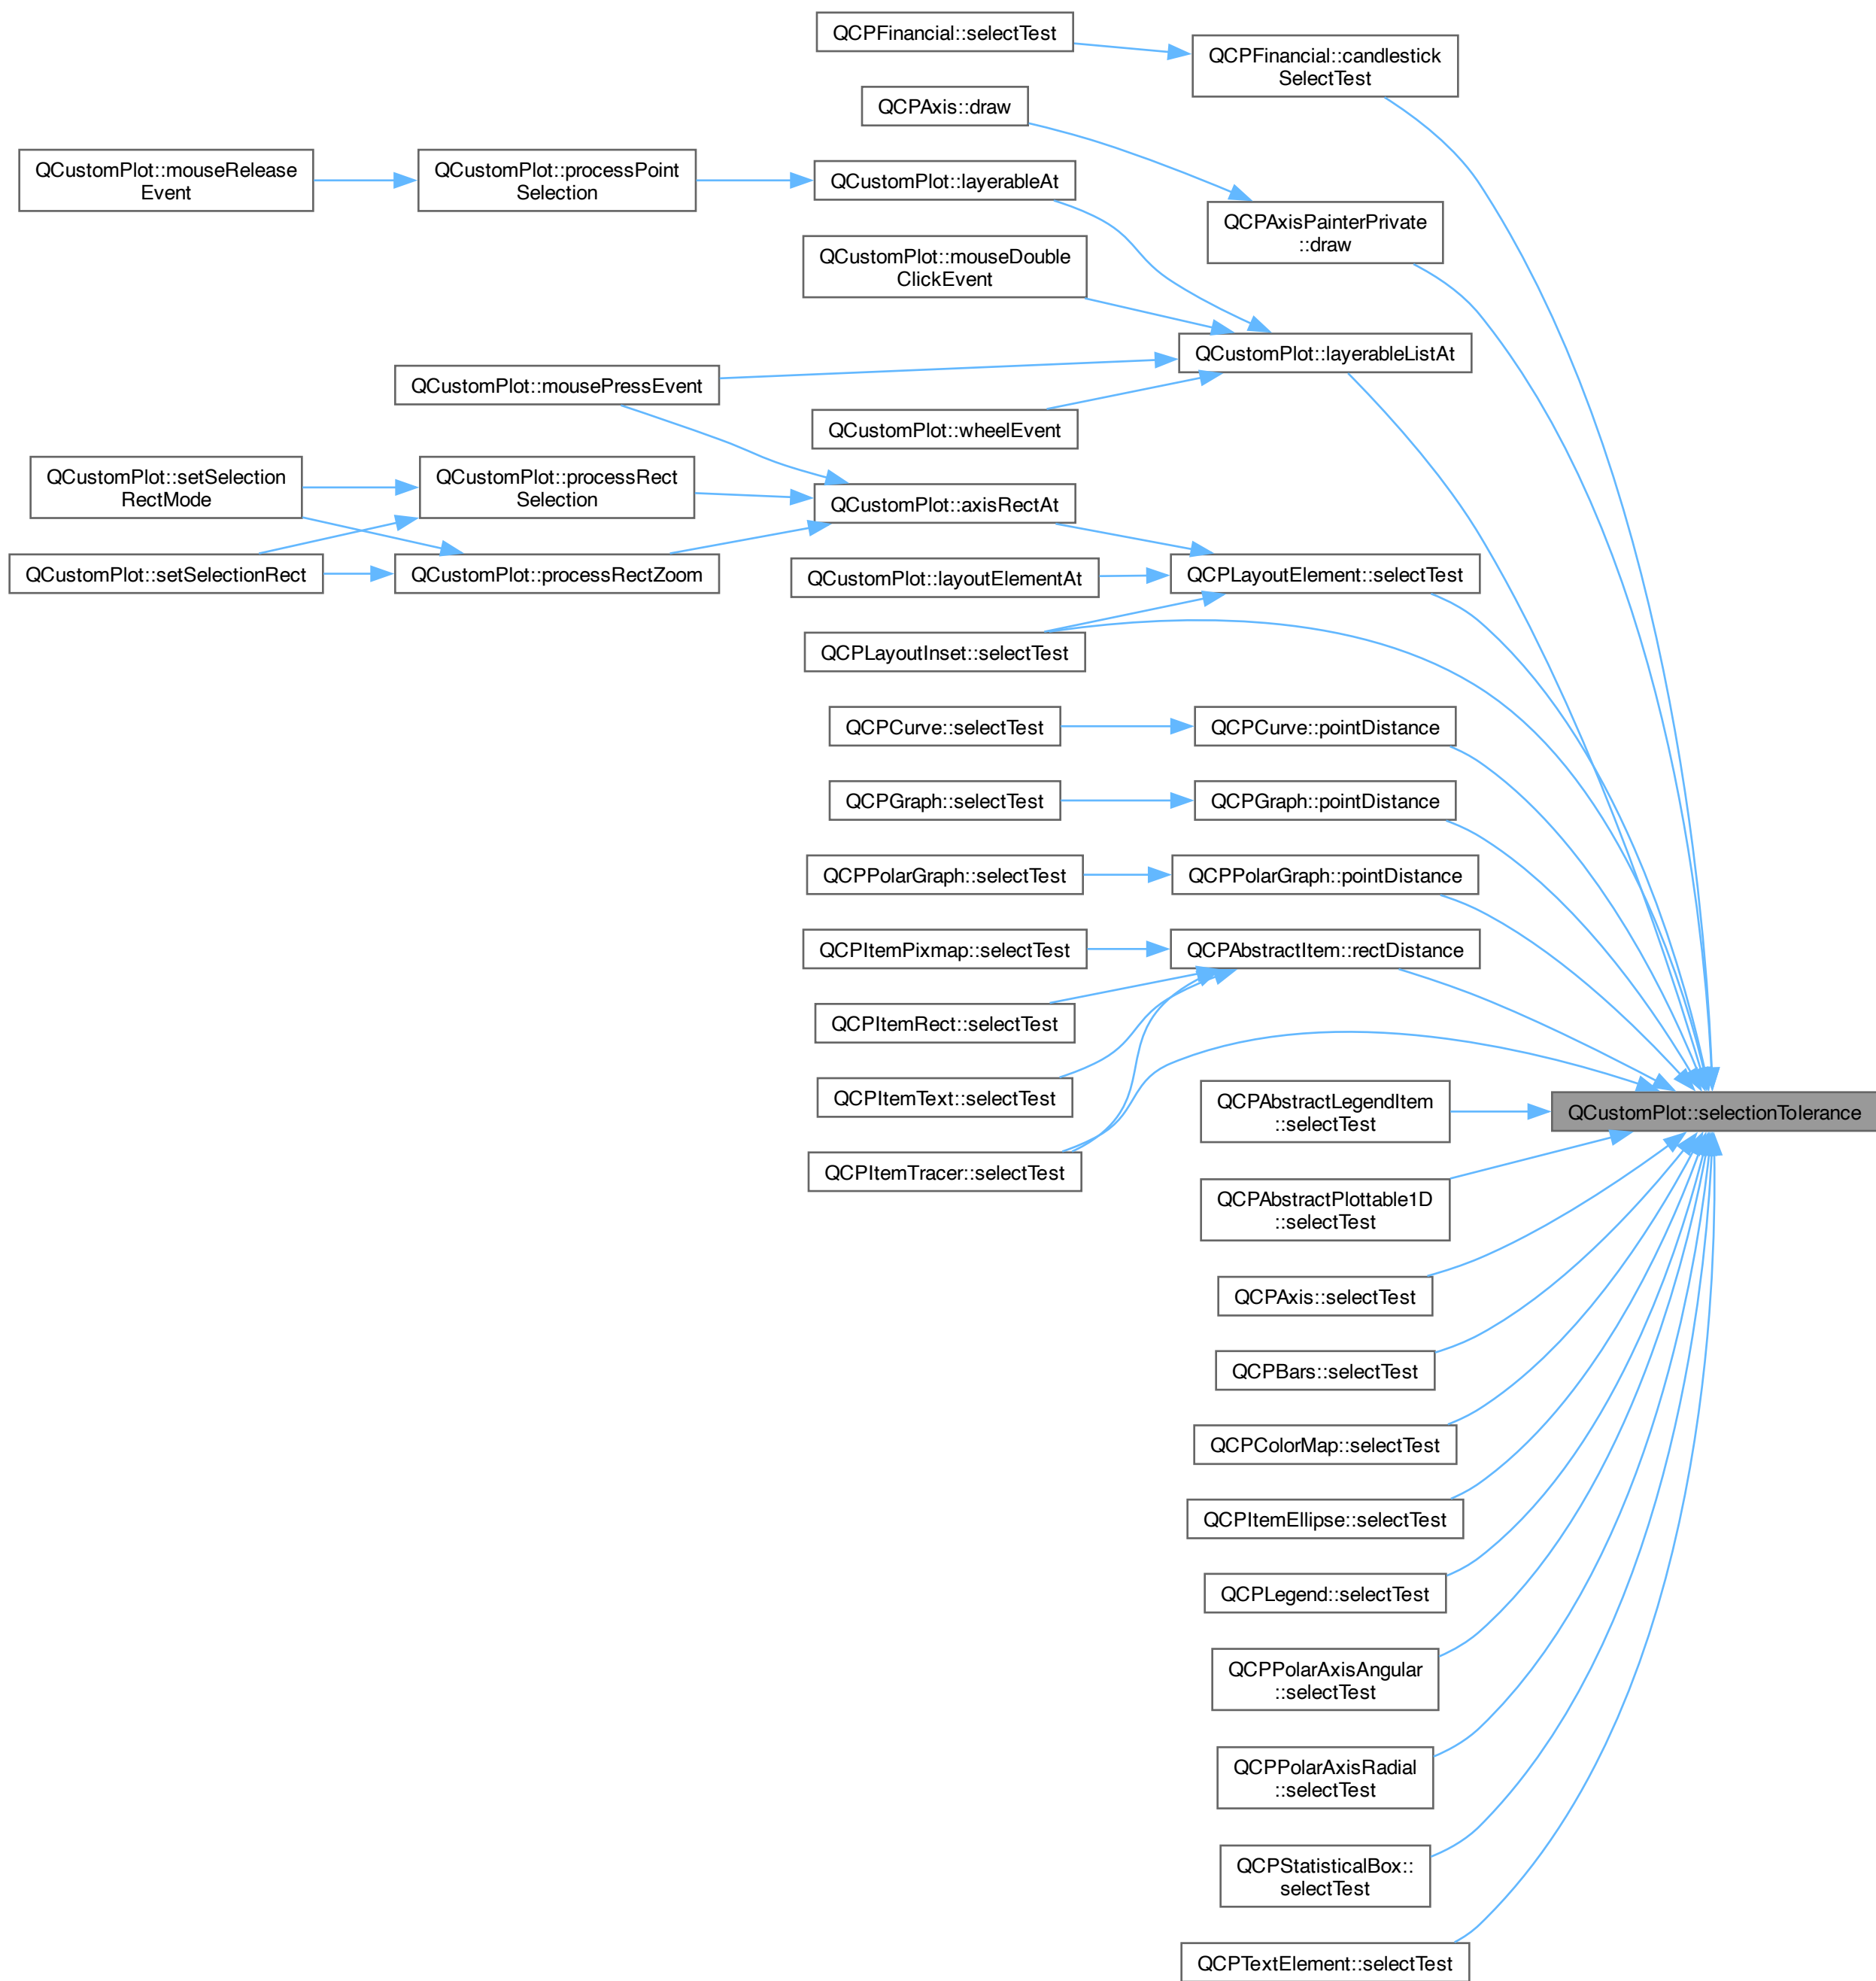 QCPFinancial::selectTest
QCPFinancial::candlestick
SelectTest
QCPAxis::draw
QCustomPlot::mouseRelease
Event
QCustomPlot::processPoint
Selection
QCustomPlot::layerableAt
QCPAxisPainterPrivate
::draw
QCustomPlot::mouseDouble
ClickEvent
QCustomPlot::layerableListAt
QCustomPlot::mousePressEvent
QCustomPlot::wheelEvent
QCustomPlot::setSelection
RectMode
QCustomPlot::processRect
Selection
QCustomPlot::axisRectAt
QCustomPlot::setSelectionRect
QCustomPlot::processRectZoom
QCustomPlot::layoutElementAt
QCPLayoutElement::selectTest
QCPLayoutInset::selectTest
QCPCurve::selectTest
QCPCurve::pointDistance
QCPGraph::selectTest
QCPGraph::pointDistance
QCPPolarGraph::selectTest
QCPPolarGraph::pointDistance
QCPItemPixmap::selectTest
QCPAbstractItem::rectDistance
QCPItemRect::selectTest
QCPItemText::selectTest
QCPAbstractLegendItem
::selectTest
QCustomPlot::selectionTolerance
QCPItemTracer::selectTest
QCPAbstractPlottable1D
::selectTest
QCPAxis::selectTest
QCPBars::selectTest
QCPColorMap::selectTest
QCPItemEllipse::selectTest
QCPLegend::selectTest
QCPPolarAxisAngular
::selectTest
QCPPolarAxisRadial
::selectTest
QCPStatisticalBox::
selectTest
QCPTextElement::selectTest